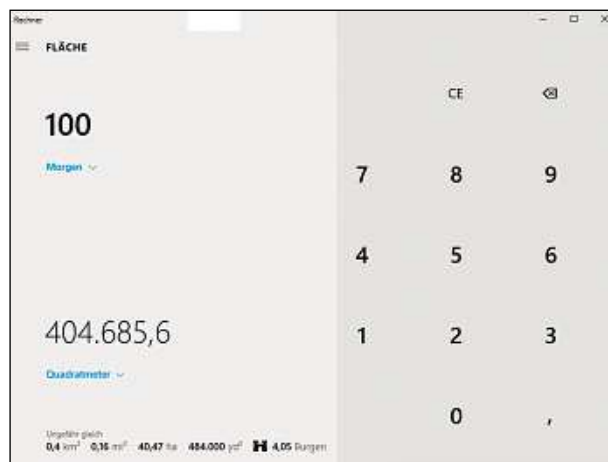 Rechner
FLÄCHE
CE
100
Morgen
7 8 9
4 5 6
404.685,6
1 2 3
Quadratmeter
0 ,
Ungefähr gleich
0,4 km² 0,16 mi² 40,47 ha 484.000 yd² 4,05 Burgen